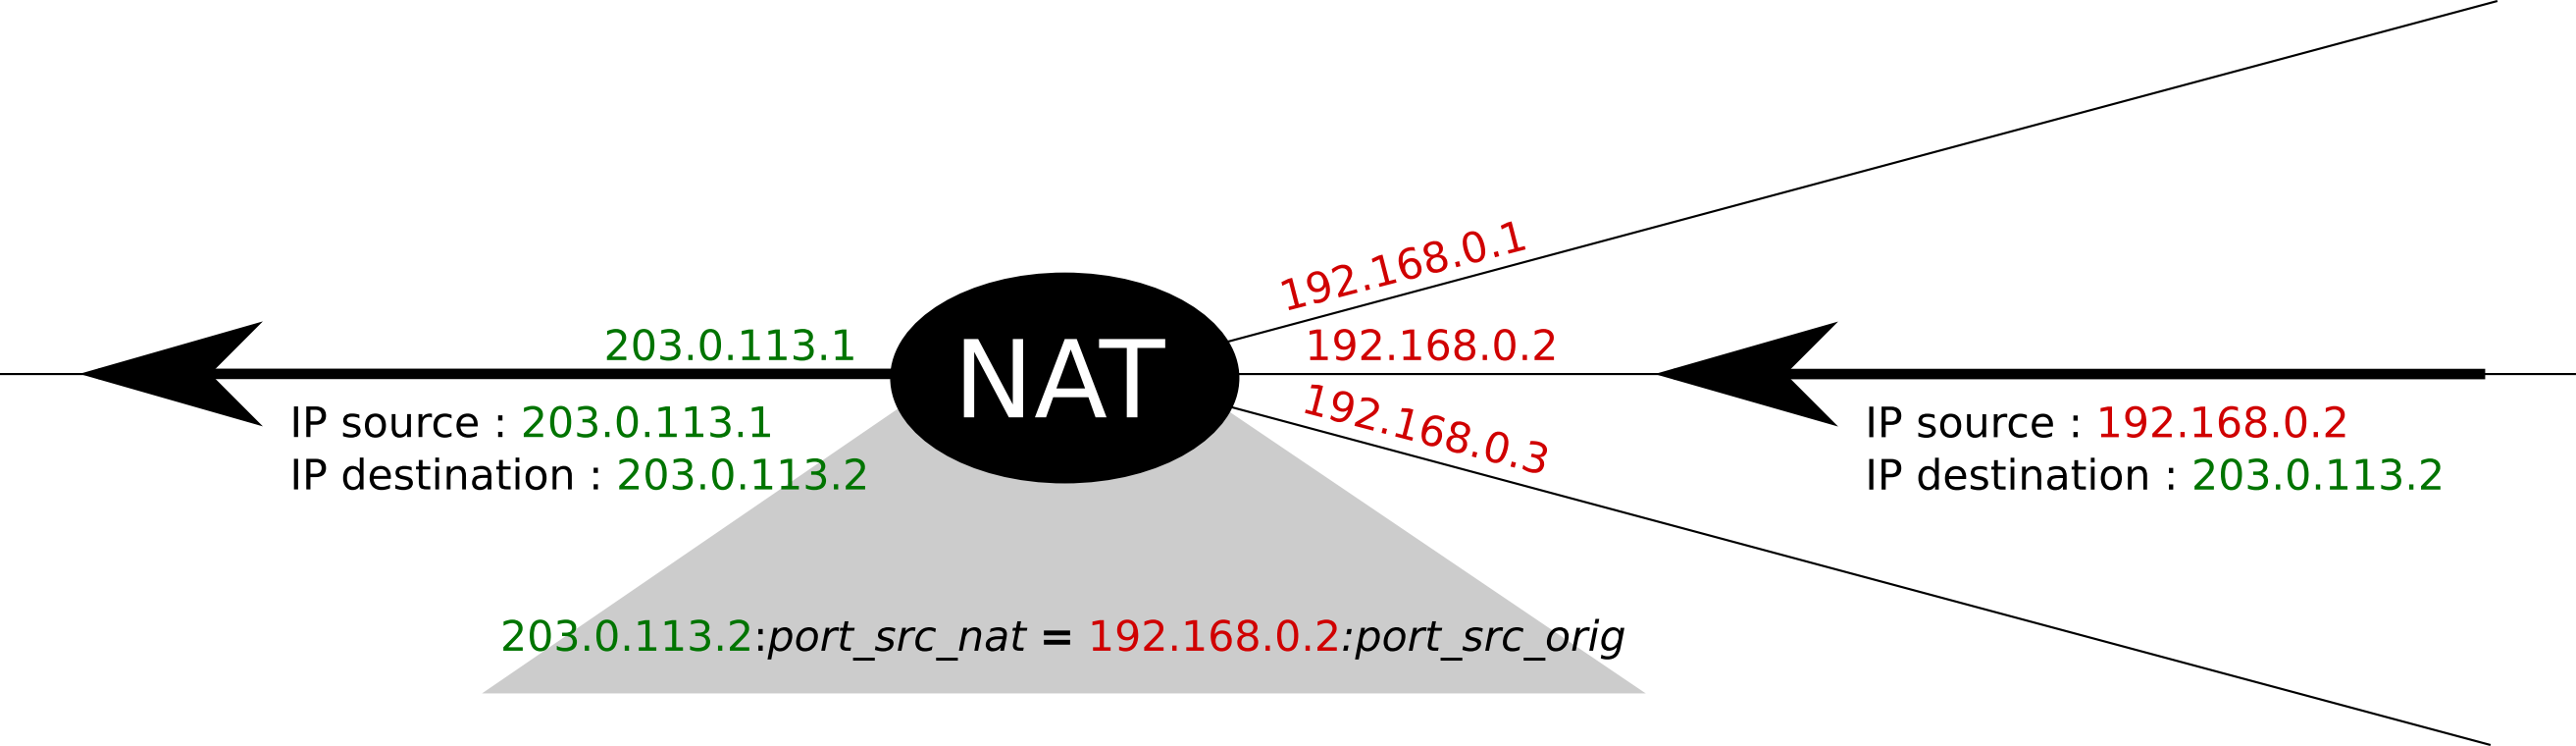 192.168.0.1
203.0.113.1
NAT
192.168.0.2
192.168.0.3
IP source : 203.0.113.1
IP destination : 203.0.113.2
IP source : 192.168.0.2
IP destination : 203.0.113.2
203.0.113.2:port_src_nat = 192.168.0.2:port_src_orig